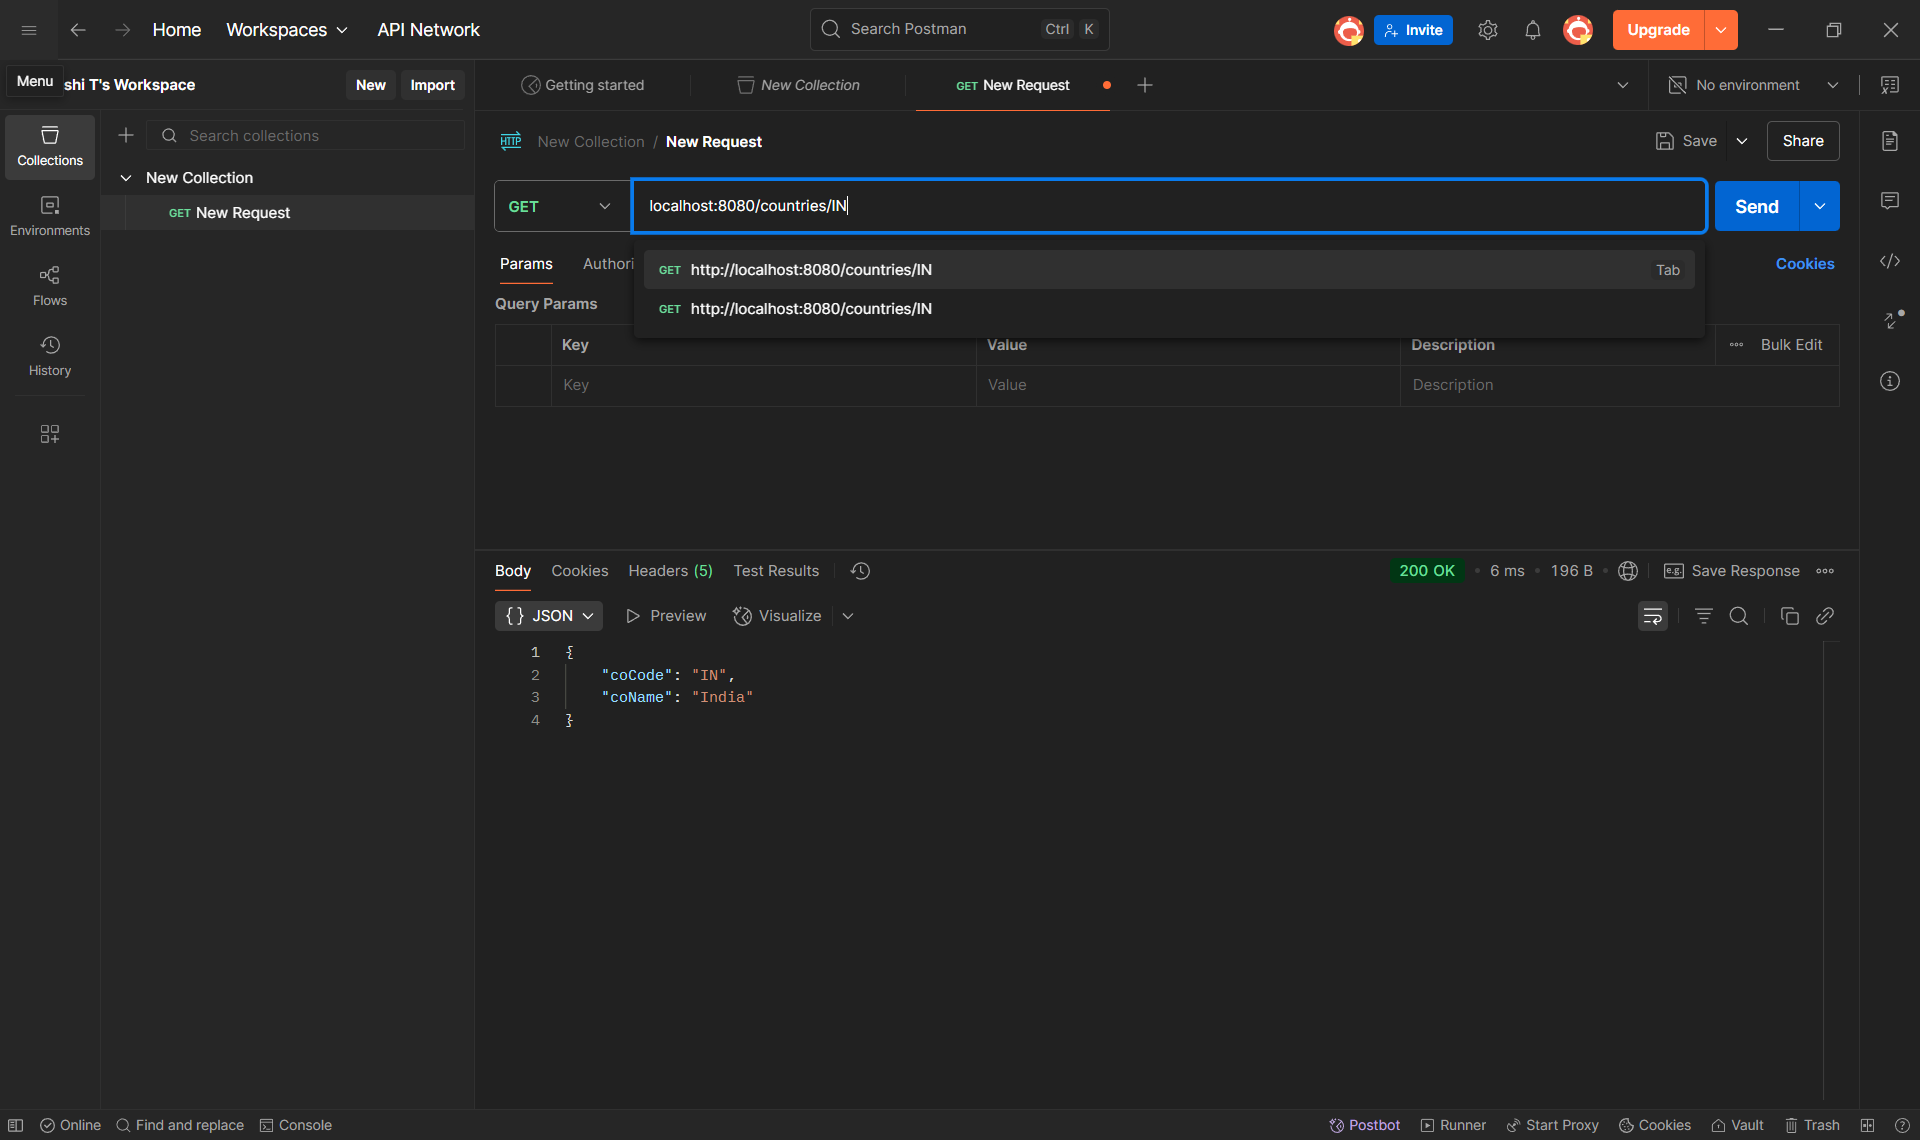 Home
Workspaces
API Network
Search Postman
Ctrl
K
Invite
Upgrade
Menu
shi T's Workspace
New
Import
Getting started
New Collection
GET New Request
No environment
Collections
Environments
Flows
History
Search collections
New Collection
GET New Request
HTTP
New Collection / New Request
Save
Share
GET
localhost:8080/countries/IN
Send
Params
Authori
Cookies
GET http://localhost:8080/countries/IN
Tab
GET http://localhost:8080/countries/IN
Query Params
Key
Value
Description
Bulk Edit
Key
Value
Description
Body
Cookies
Headers (5)
Test Results
200 OK
6 ms
196 B
e.g.
Save Response
{} JSON
Preview
Visualize
1 {
2 "coCode": "IN",
3 "coName": "India"
4 }
Online
Find and replace
Console
Postbot
Runner
Start Proxy
Cookies
Vault
Trash